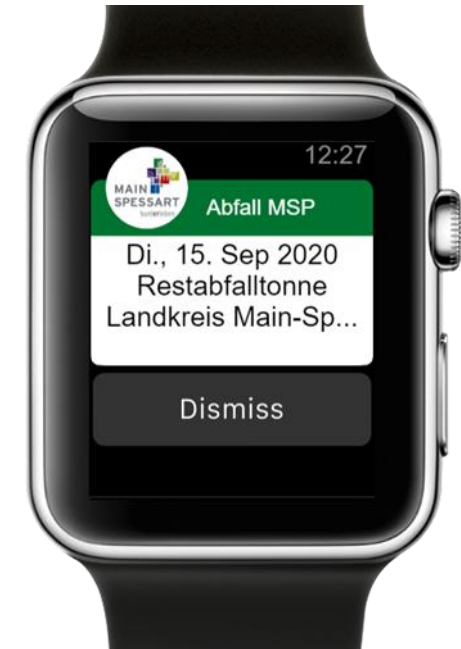 12:27
MAIN
SPESSART
Abfall MSP
Di., 15. Sep 2020
Restabfalltonne
Landkreis Main-Sp...
Dismiss